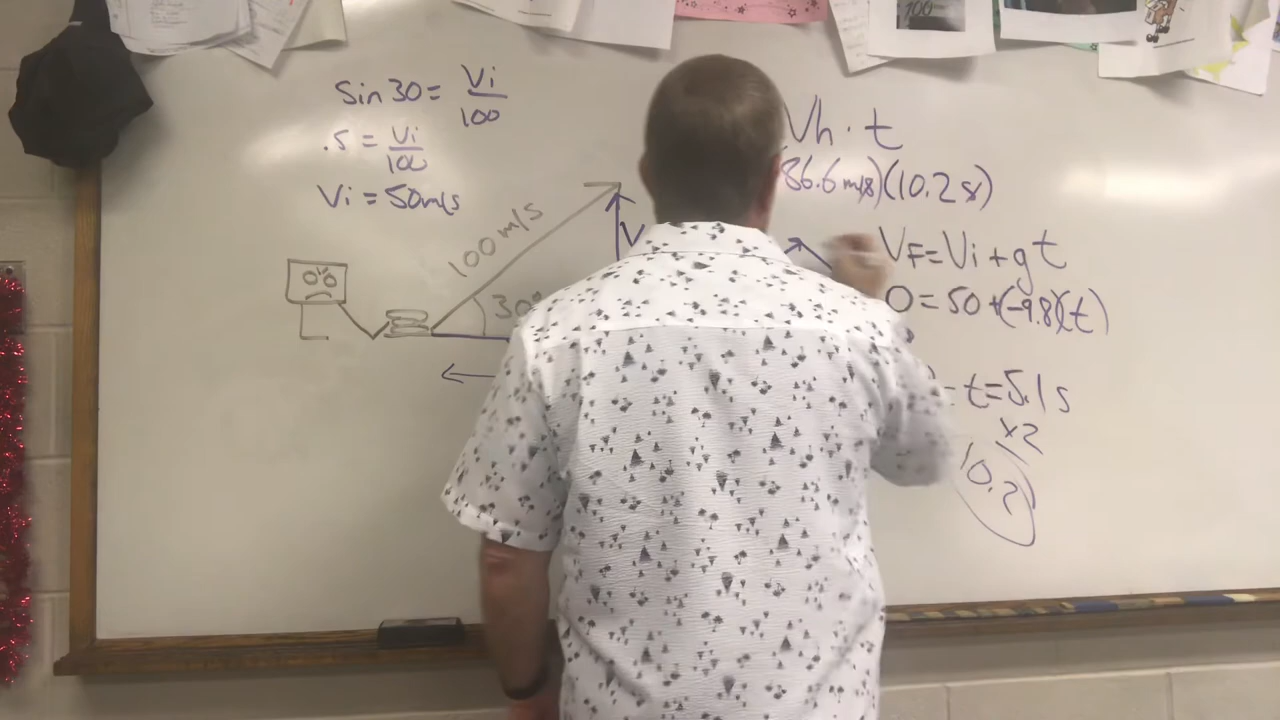 Sin 30 = Vi/100
.5 = Vi/100
Vi = 50m/s
100 m/s
30°
V
Vh · t
(86.6 m/s)(10.2 s)
VF = Vi + gt
0 = 50 + (-9.8)(t)
= t = 5.1 s
x2
10.2
100